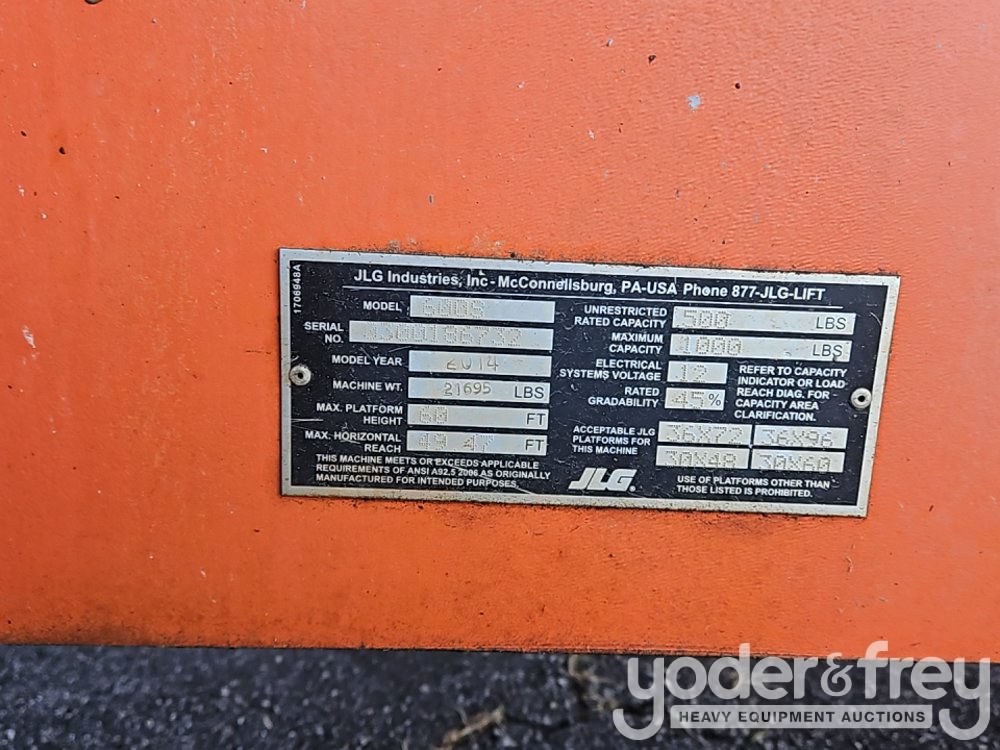 1706948A
JLG Industries, Inc - McConnellsburg, PA-USA Phone 877-JLG-LIFT
MODEL 600S
SERIAL
NO. 0300186732
MODEL YEAR 2014
MACHINE WT. 21695 LBS
MAX. PLATFORM
HEIGHT 60 FT
MAX. HORIZONTAL
REACH 49.47 FT
THIS MACHINE MEETS OR EXCEEDS APPLICABLE
REQUIREMENTS OF ANSI A92.5 2006 AS ORIGINALLY
MANUFACTURED FOR INTENDED PURPOSES
UNRESTRICTED
RATED CAPACITY 500 LBS
MAXIMUM
CAPACITY 1000 LBS
ELECTRICAL
SYSTEMS VOLTAGE 12
RATED
GRADABILITY 45%
REFER TO CAPACITY
INDICATOR OR LOAD
REACH DIAG. FOR
CAPACITY AREA
CLARIFICATION.
ACCEPTABLE JLG
PLATFORMS FOR
THIS MACHINE
36X72 36X96
30X48 30X60
JLG®
USE OF PLATFORMS OTHER THAN
THOSE LISTED IS PROHIBITED.
yoder&frey
HEAVY EQUIPMENT AUCTIONS